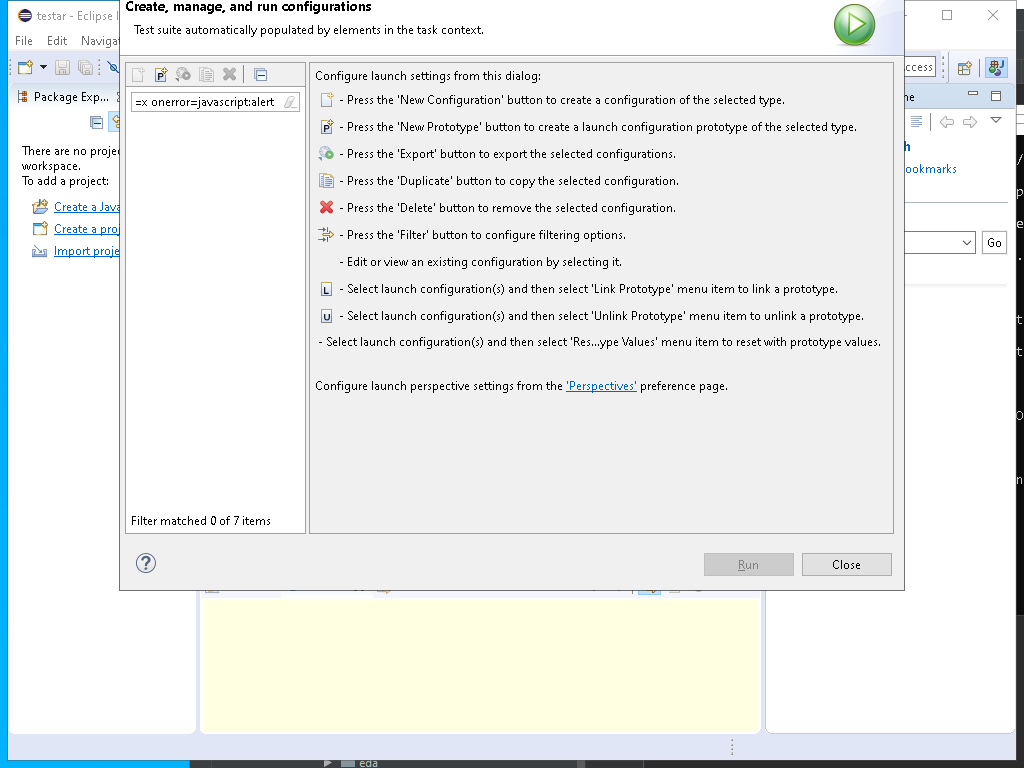 testar - Eclipse I
Create, manage, and run configurations
Test suite automatically populated by elements in the task context.
File Edit Navigat
ccess
Package Exp...
ne
=x onerror=javascript:alert
Configure launch settings from this dialog:
- Press the 'New Configuration' button to create a configuration of the selected type.
- Press the 'New Prototype' button to create a launch configuration prototype of the selected type.
- Press the 'Export' button to export the selected configurations.
- Press the 'Duplicate' button to copy the selected configuration.
- Press the 'Delete' button to remove the selected configuration.
- Press the 'Filter' button to configure filtering options.
- Edit or view an existing configuration by selecting it.
- Select launch configuration(s) and then select 'Link Prototype' menu item to link a prototype.
- Select launch configuration(s) and then select 'Unlink Prototype' menu item to unlink a prototype.
- Select launch configuration(s) and then select 'Res...ype Values' menu item to reset with prototype values.
Configure launch perspective settings from the 'Perspectives' preference page.
There are no projec
workspace.
To add a project:
Create a Java
Create a proj
Import proje
h
ookmarks
Go
Filter matched 0 of 7 items
Run
Close
eda